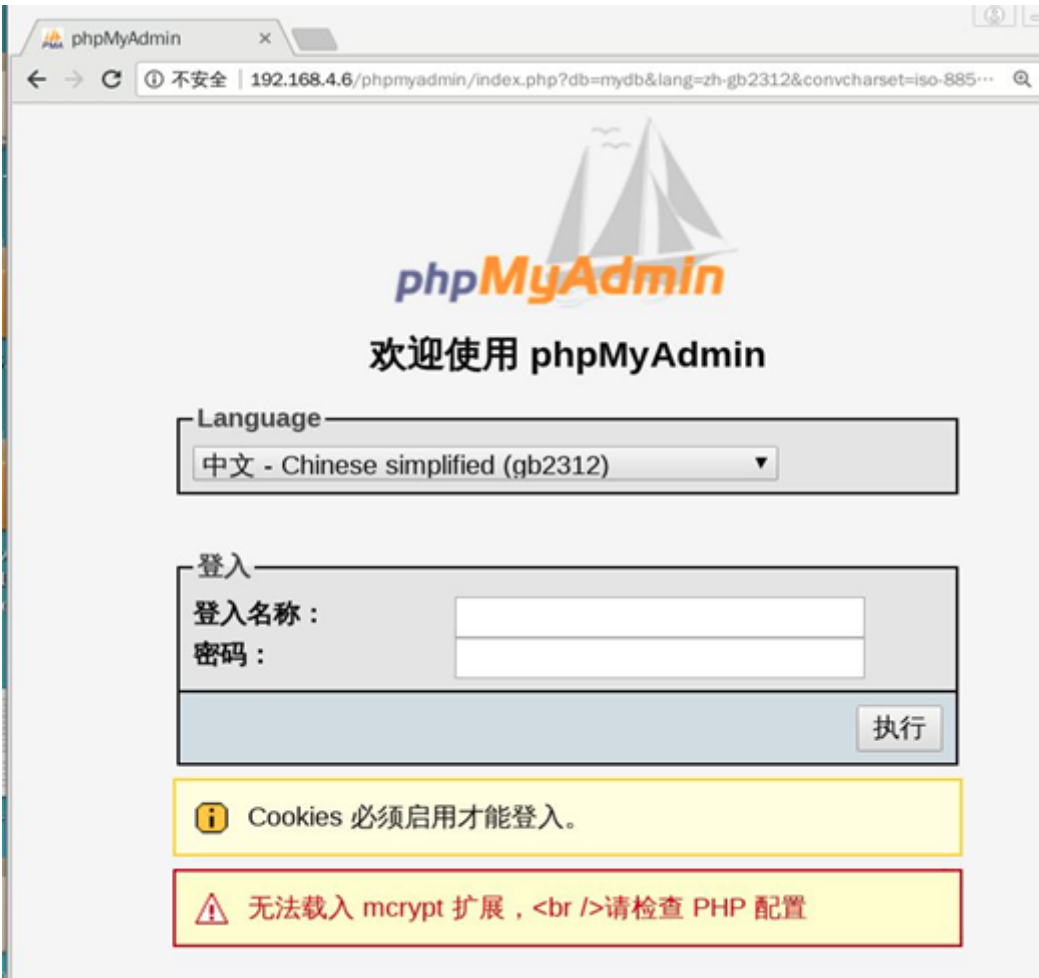 phpMyAdmin
不安全 | 192.168.4.6/phpmyadmin/index.php?db=mydb&lang=zh-gb2312&convcharset=iso-885…
phpMyAdmin
欢迎使用 phpMyAdmin
Language
中文 - Chinese simplified (gb2312)
登入
登入名称：
密码：
执行
Cookies 必须启用才能登入。
无法载入 mcrypt 扩展，<br />请检查 PHP 配置